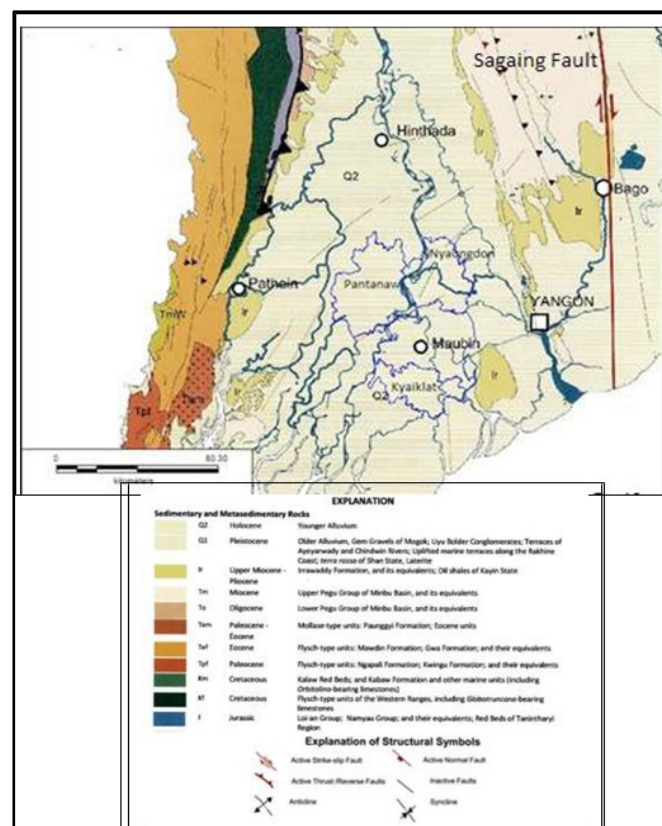 Sagaing Fault
Ir
Hinthada
Q2
Bago
Ir
Nyaungdon
Pathein
Pantanaw
YANGON
Ir
Maubin
Ir
Kyaiklat
Tpf
Ir
Q2
0
80.30
kilometers
EXPLANATION
Sedimentary and Metasedimentary Rocks
Q2 Holocene Younger Alluvium
Q1 Pleistocene Older Alluvium, Gem Gravels of Mogok; Uyu Bolder Conglomerates; Terraces of
Ayeyarwady and Chindwin Rivers; Uplifted marine terraces along the Rakhine
Coast; terra rossa of Shan State, Laterite
Ir Upper Miocene - Irrawaddy Formation, and its equivalents; Oil shales of Kayin State
Pliocene
Tm Miocene Upper Pegu Group of Minbu Basin, and its equivalents
To Oligocene Lower Pegu Group of Minbu Basin, and its equivalents
Tem Paleocene - Mollase-type units: Paunggyi Formation; Eocene units
Eocene
Twf Eocene Flysch-type units: Mawdin Formation; Gwa Formation; and their equivalents
Tpf Paleocene Flysch-type units: Ngapali Formation; Kwingu Formation; and their equivalents
Km Cretaceous Kalaw Red Beds; and Kabaw Formation and other marine units (including
Orbitolina-bearing limestones)
Kf Cretaceous Flysch-type units of the Western Ranges, including Globotruncana-bearing
limestones
J Jurassic Loi-an Group; Namyau Group; and their equivalents; Red Beds of Tanintharyi
Region
Explanation of Structural Symbols
Active Strike-slip Fault Active Normal Fault
Active Thrust /Reverse Faults Inactive Faults
Anticline Syncline